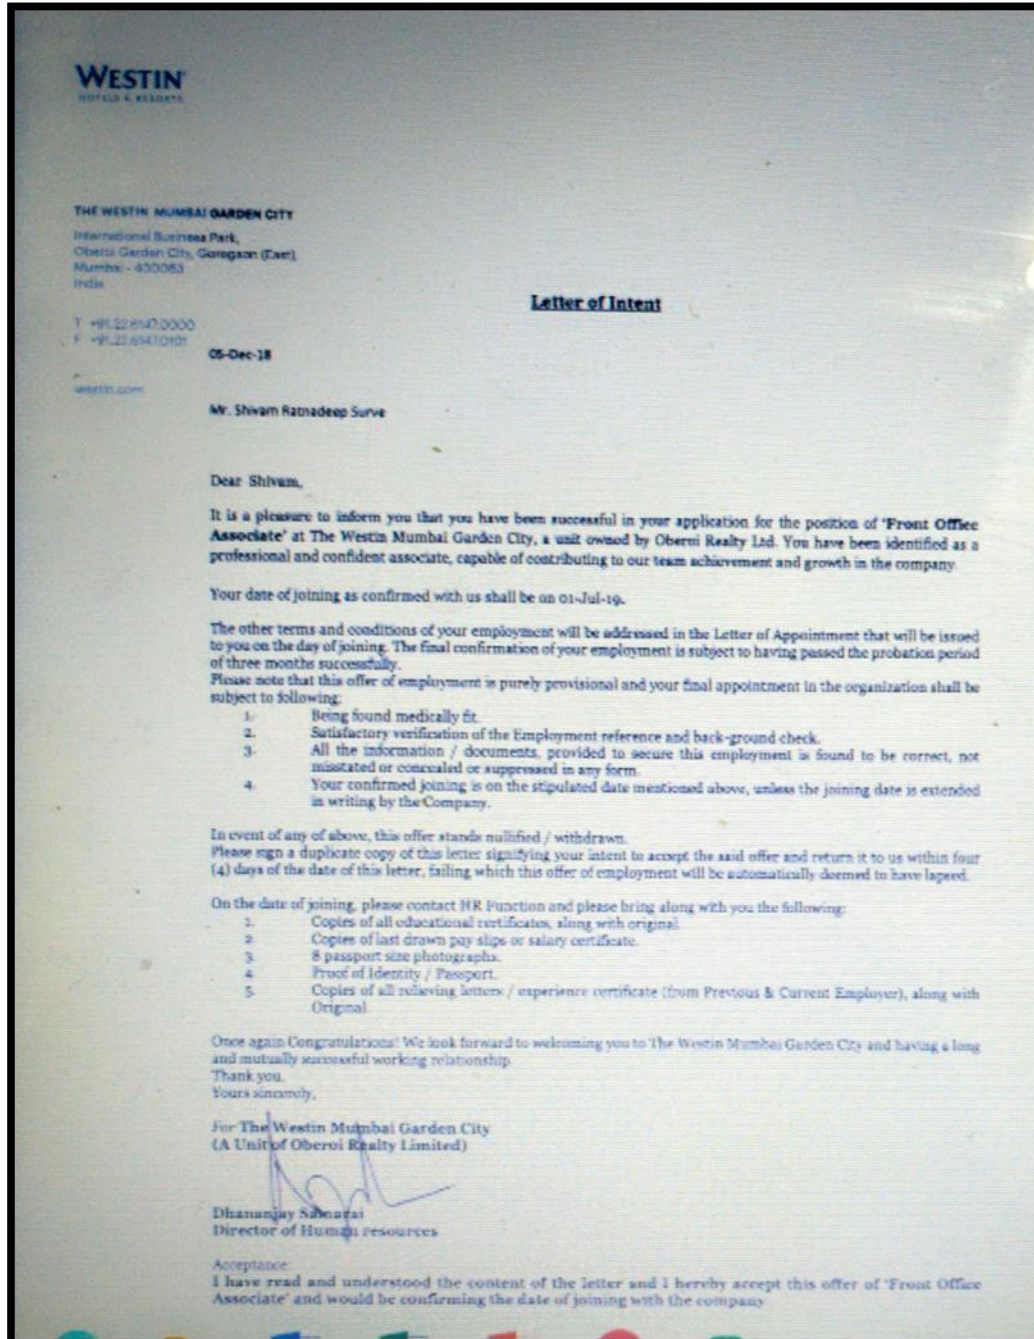 WESTIN
HOTELS & RESORTS
THE WESTIN MUMBAI GARDEN CITY
International Business Park,
Oberoi Garden City, Goregaon (East)
Mumbai - 400063
India
Letter of Intent
T +91.22.6147.0000
F +91.22.6147.0101
05-Dec-18
westin.com
Mr. Shivam Ratnadeep Surve
Dear Shivam,
It is a pleasure to inform you that you have been successful in your application for the position of 'Front Office
Associate' at The Westin Mumbai Garden City, a unit owned by Oberoi Realty Ltd. You have been identified as a
professional and confident associate, capable of contributing to our team achievement and growth in the company.
Your date of joining as confirmed with us shall be on 01-Jul-19.
The other terms and conditions of your employment will be addressed in the Letter of Appointment that will be issued
to you on the day of joining. The final confirmation of your employment is subject to having passed the probation period
of three months successfully.
Please note that this offer of employment is purely provisional and your final appointment in the organization shall be
subject to following:
1. Being found medically fit.
2. Satisfactory verification of the Employment reference and back-ground check.
3. All the information / documents, provided to secure this employment is found to be correct, not
misstated or concealed or suppressed in any form.
4. Your confirmed joining is on the stipulated date mentioned above, unless the joining date is extended
in writing by the Company.
In event of any of above, this offer stands nullified / withdrawn.
Please sign a duplicate copy of this letter signifying your intent to accept the said offer and return it to us within four
(4) days of the date of this letter, failing which this offer of employment will be automatically deemed to have lapsed.
On the date of joining, please contact HR Function and please bring along with you the following:
1. Copies of all educational certificates, along with original.
2. Copies of last drawn pay slips or salary certificate.
3. 8 passport size photographs.
4. Proof of Identity / Passport.
5. Copies of all relieving letters / experience certificate (from Previous & Current Employer), along with
Original
Once again Congratulations! We look forward to welcoming you to The Westin Mumbai Garden City and having a long
and mutually successful working relationship.
Thank you.
Yours sincerely,
For The Westin Mumbai Garden City
(A Unit of Oberoi Realty Limited)
Dhananjay
Director of Human resources
Acceptance:
I have read and understood the content of the letter and I hereby accept this offer of 'Front Office
Associate' and would be confirming the date of joining with the company